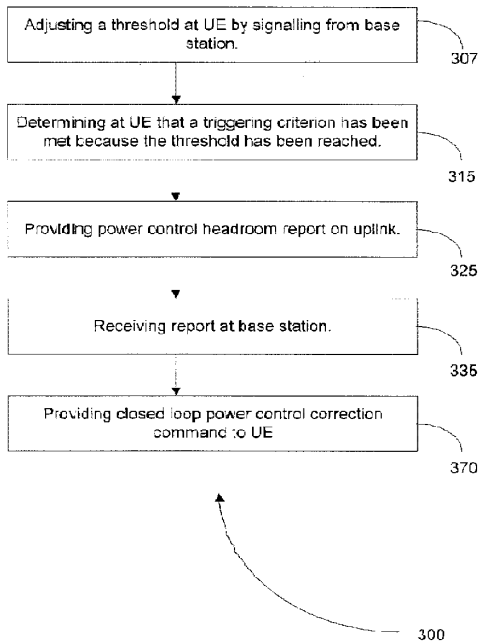 Adjusting a threshold at UE by signalling from base
station.
307
Determining at UE that a triggering criterion has been
met because the threshold has been reached.
315
Providing power control headroom report on uplink.
325
Receiving report at base station.
335
Providing closed loop power control correction
command to UE
370
300